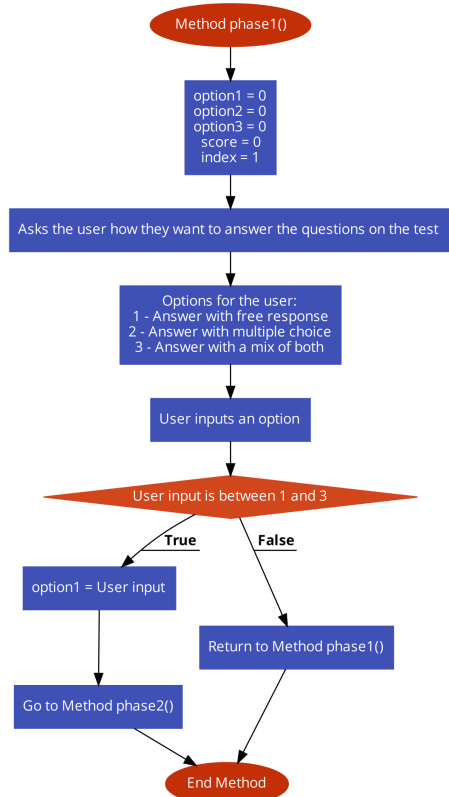 Method phase1()
option1 = 0
option2 = 0
option3 = 0
score = 0
index = 1
Asks the user how they want to answer the questions on the test
Options for the user:
1 - Answer with free response
2 - Answer with multiple choice
3 - Answer with a mix of both
User inputs an option
User input is between 1 and 3
True
False
option1 = User input
Return to Method phase1()
Go to Method phase2()
End Method